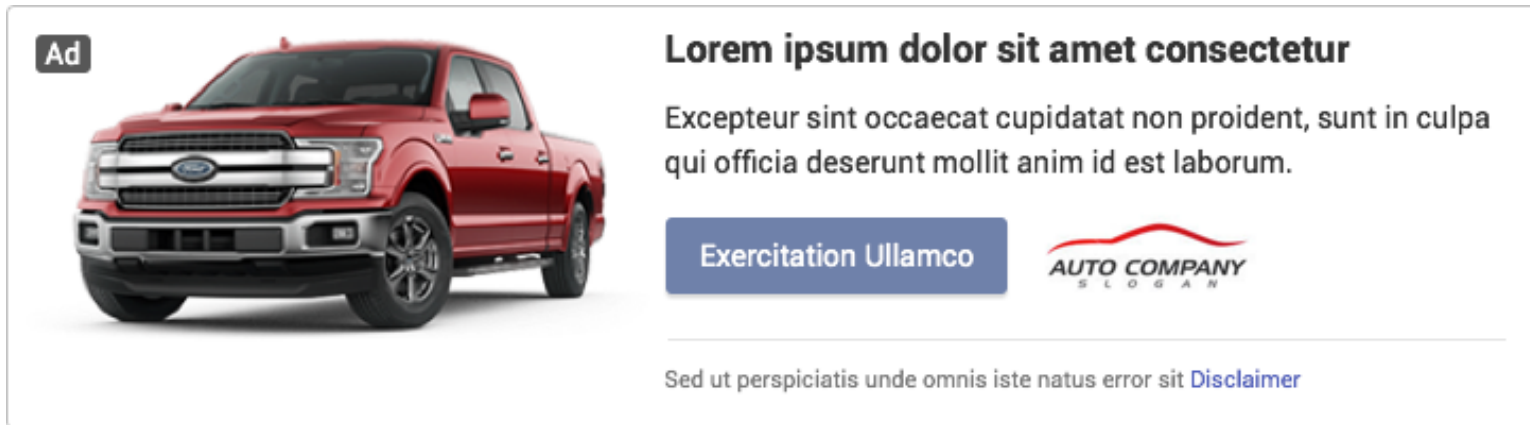 Ad
Lorem ipsum dolor sit amet consectetur
Excepteur sint occaecat cupidatat non proident, sunt in culpa
qui officia deserunt mollit anim id est laborum.
Ford
Exercitation Ullamco
AUTO COMPANY
SLOGAN
Sed ut perspiciatis unde omnis iste natus error sit Disclaimer